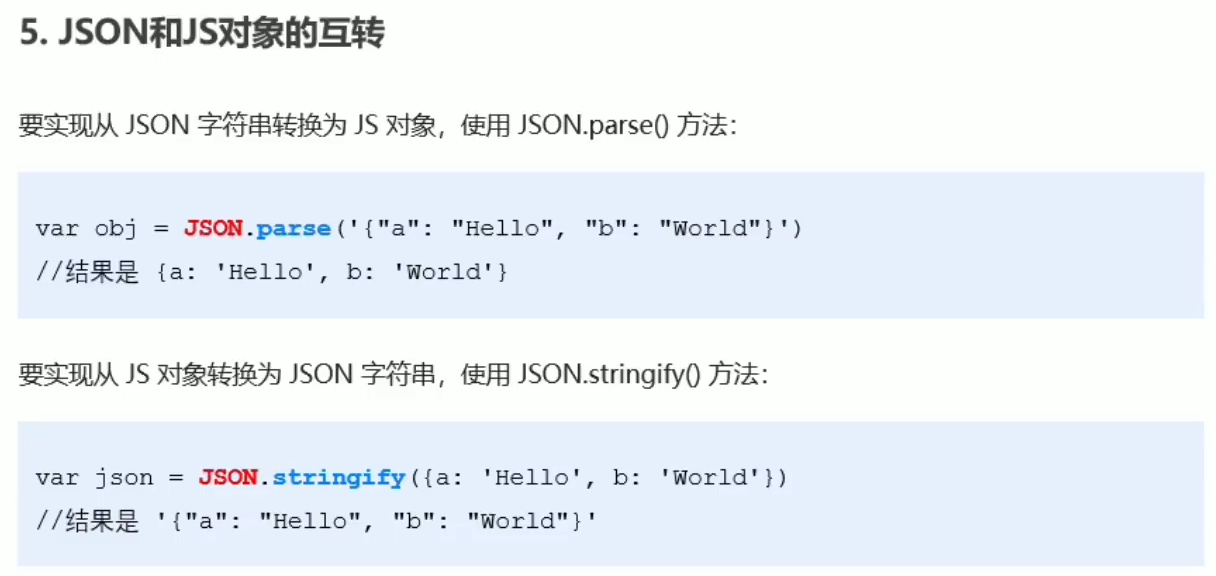 5. JSON和JS对象的互转
要实现从 JSON 字符串转换为 JS 对象，使用 JSON.parse() 方法：
var obj = JSON.parse('{"a": "Hello", "b": "World"}')
//结果是 {a: 'Hello', b: 'World'}
要实现从 JS 对象转换为 JSON 字符串，使用 JSON.stringify() 方法：
var json = JSON.stringify({a: 'Hello', b: 'World'})
//结果是 '{"a": "Hello", "b": "World"}'